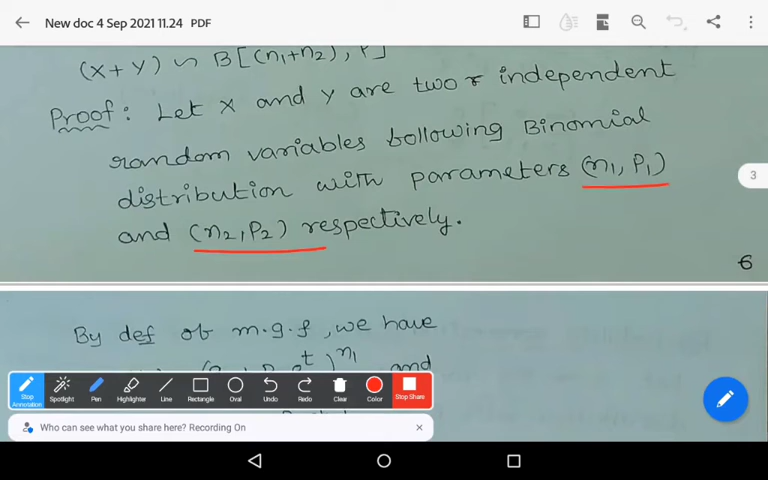 New doc 4 Sep 2021 11.24 PDF
(X+Y) ∽ B[(n₁+n₂), P]
Proof: Let X and Y are two r independent
random variables following Binomial
distribution with parameters (n₁, P₁)
3
and (n₂, P₂) respectively.
6
By def of m.g.f, we have
t)ⁿ¹ and
Stop Annotation Spotlight Pen Highlighter Line Rectangle Oval Undo Redo Clear Color Stop Share
Who can see what you share here? Recording On